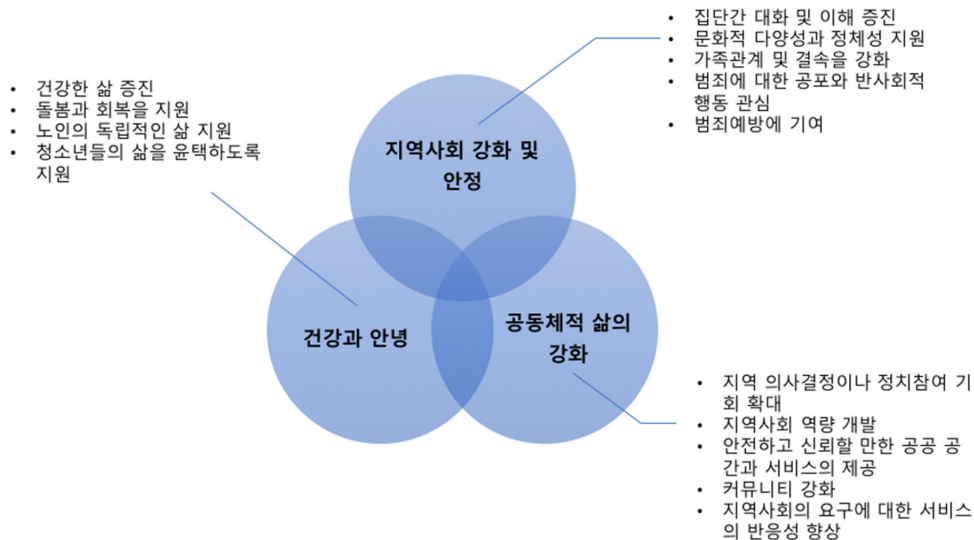 • 집단간 대화 및 이해 증진
• 문화적 다양성과 정체성 지원
• 가족관계 및 결속을 강화
• 범죄에 대한 공포와 반사회적
행동 관심
• 범죄예방에 기여
• 건강한 삶 증진
• 돌봄과 회복을 지원
• 노인의 독립적인 삶 지원
• 청소년들의 삶을 윤택하도록
지원
지역사회 강화 및
안정
건강과 안녕
공동체적 삶의
강화
• 지역 의사결정이나 정치참여 기
회 확대
• 지역사회 역량 개발
• 안전하고 신뢰할 만한 공공 공
간과 서비스의 제공
• 커뮤니티 강화
• 지역사회의 요구에 대한 서비스
의 반응성 향상